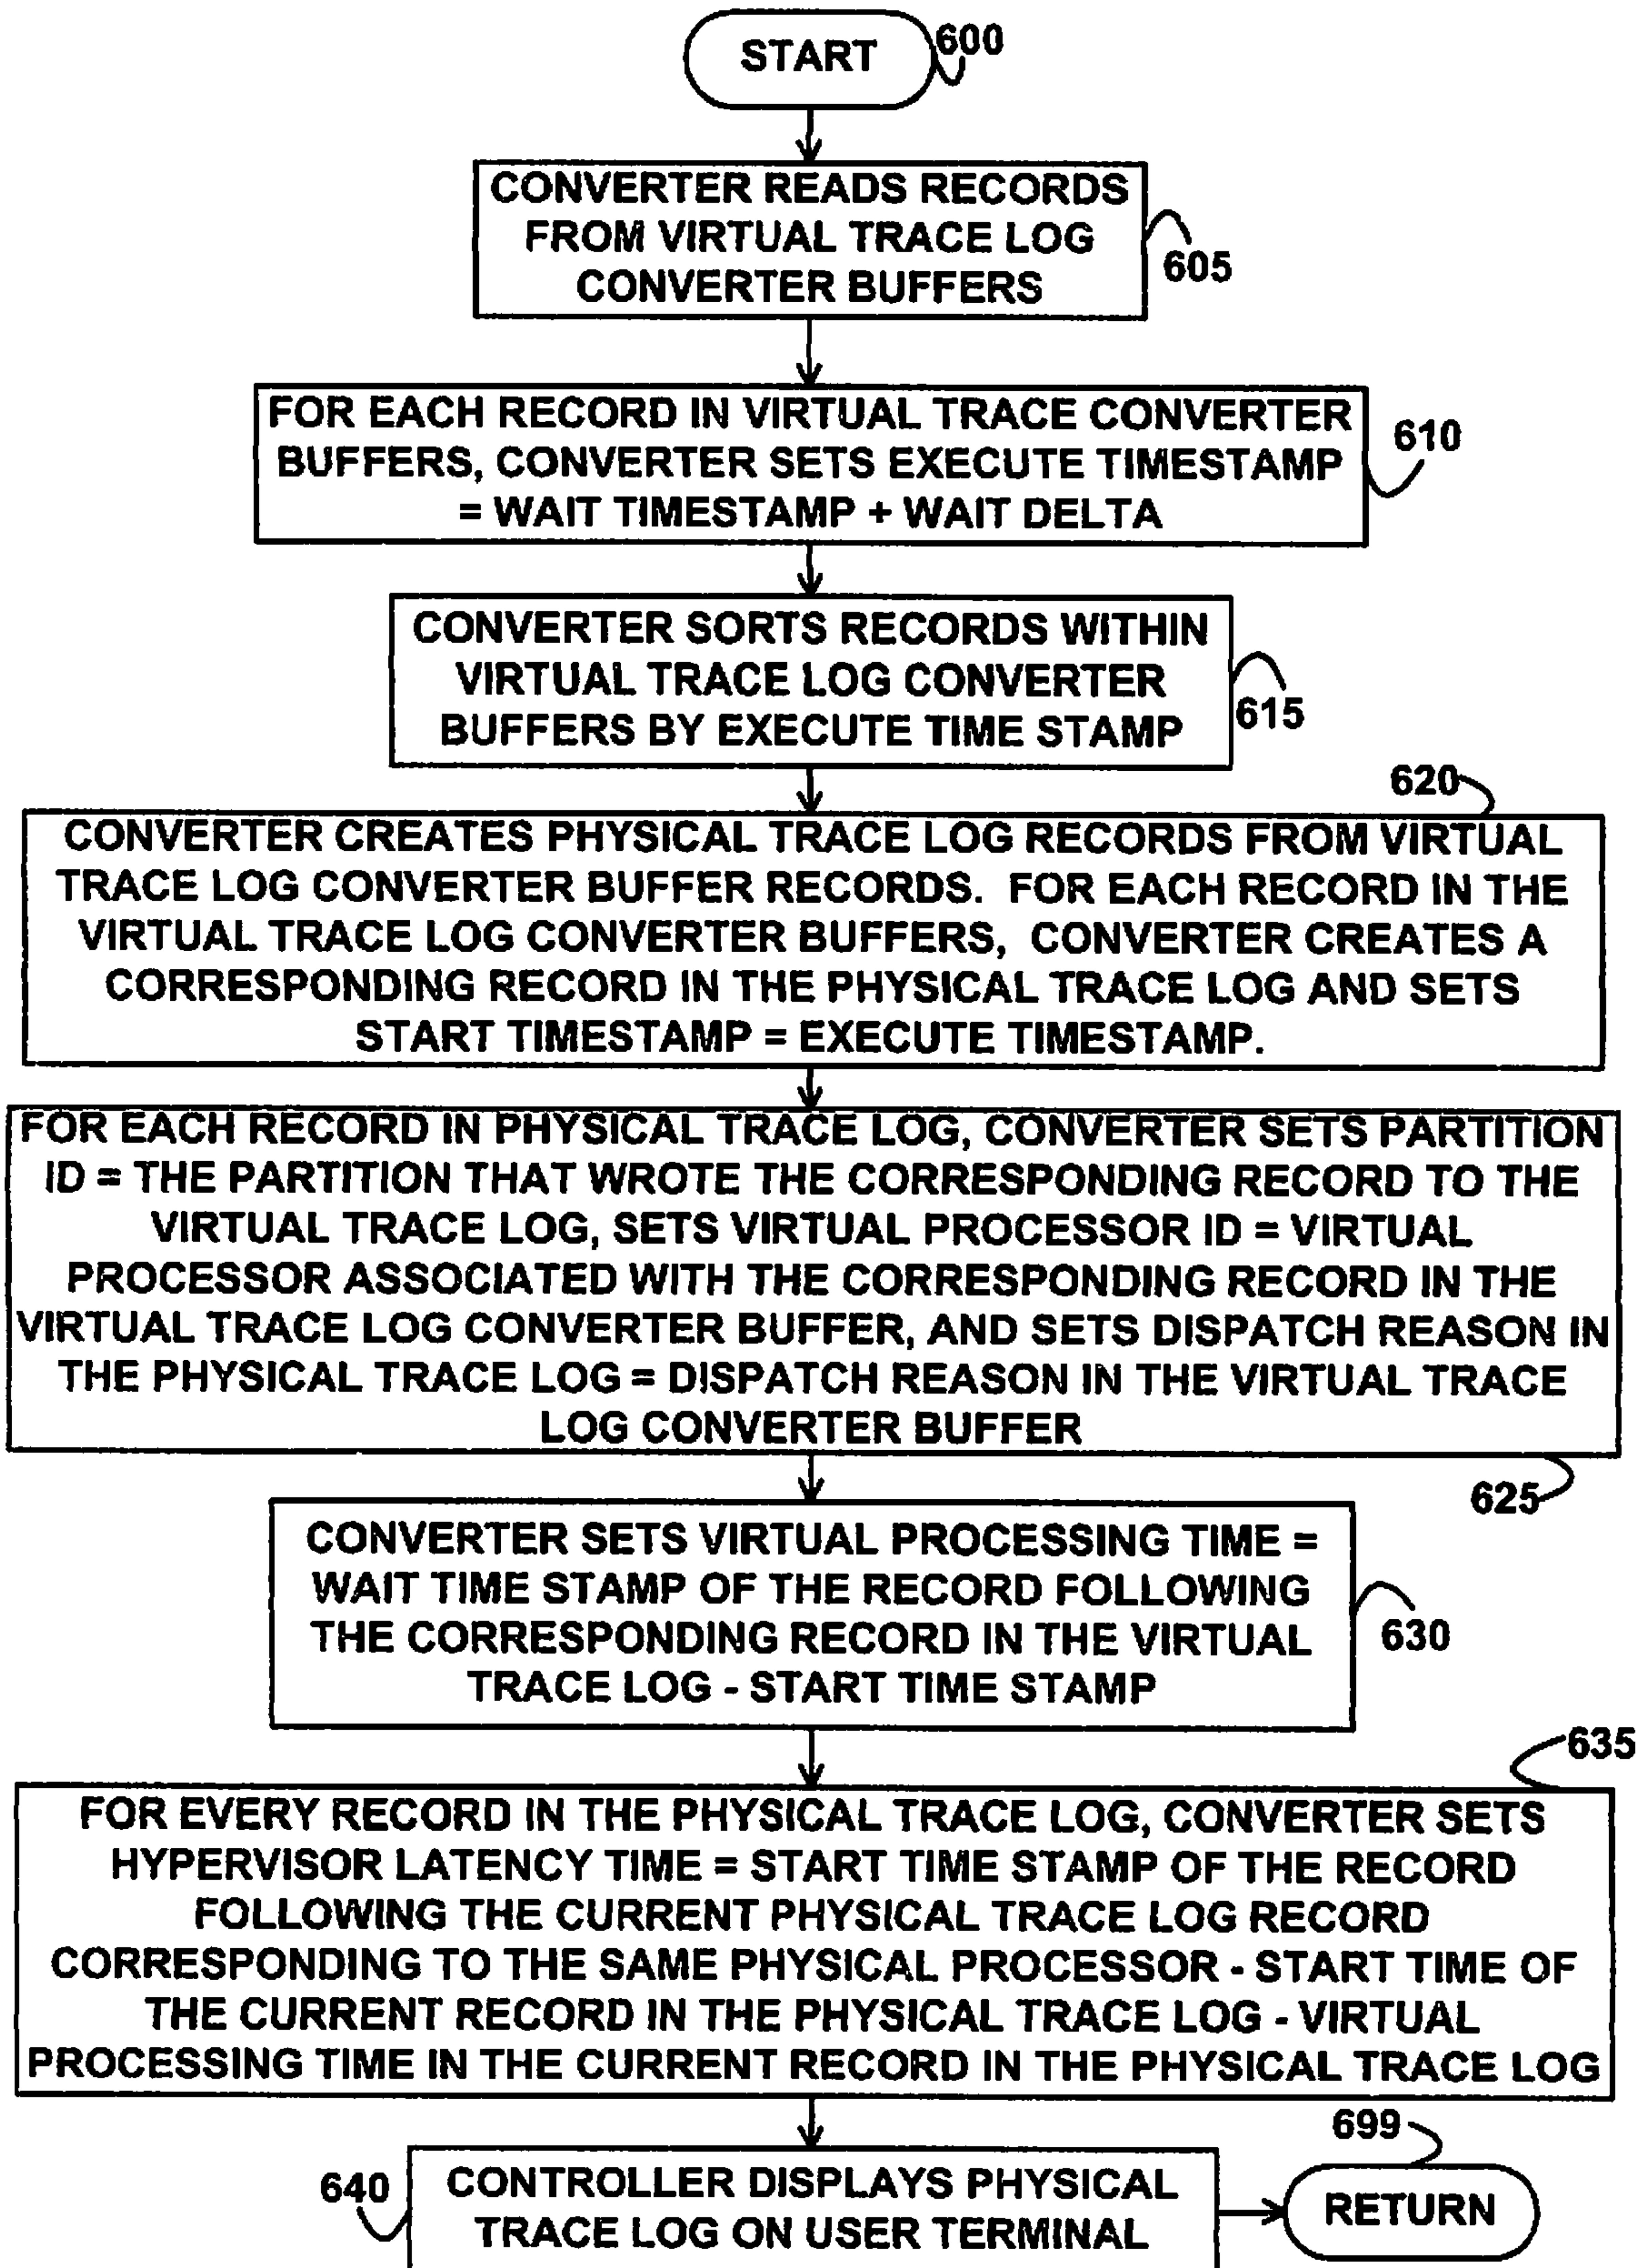 START
600
CONVERTER READS RECORDS
FROM VIRTUAL TRACE LOG
CONVERTER BUFFERS
605
FOR EACH RECORD IN VIRTUAL TRACE CONVERTER
BUFFERS, CONVERTER SETS EXECUTE TIMESTAMP
= WAIT TIMESTAMP + WAIT DELTA
610
CONVERTER SORTS RECORDS WITHIN
VIRTUAL TRACE LOG CONVERTER
BUFFERS BY EXECUTE TIME STAMP
615
620
CONVERTER CREATES PHYSICAL TRACE LOG RECORDS FROM VIRTUAL
TRACE LOG CONVERTER BUFFER RECORDS. FOR EACH RECORD IN THE
VIRTUAL TRACE LOG CONVERTER BUFFERS, CONVERTER CREATES A
CORRESPONDING RECORD IN THE PHYSICAL TRACE LOG AND SETS
START TIMESTAMP = EXECUTE TIMESTAMP.
FOR EACH RECORD IN PHYSICAL TRACE LOG, CONVERTER SETS PARTITION
ID = THE PARTITION THAT WROTE THE CORRESPONDING RECORD TO THE
VIRTUAL TRACE LOG, SETS VIRTUAL PROCESSOR ID = VIRTUAL
PROCESSOR ASSOCIATED WITH THE CORRESPONDING RECORD IN THE
VIRTUAL TRACE LOG CONVERTER BUFFER, AND SETS DISPATCH REASON IN
THE PHYSICAL TRACE LOG = DISPATCH REASON IN THE VIRTUAL TRACE
LOG CONVERTER BUFFER
625
CONVERTER SETS VIRTUAL PROCESSING TIME =
WAIT TIME STAMP OF THE RECORD FOLLOWING
THE CORRESPONDING RECORD IN THE VIRTUAL
TRACE LOG - START TIME STAMP
630
635
FOR EVERY RECORD IN THE PHYSICAL TRACE LOG, CONVERTER SETS
HYPERVISOR LATENCY TIME = START TIME STAMP OF THE RECORD
FOLLOWING THE CURRENT PHYSICAL TRACE LOG RECORD
CORRESPONDING TO THE SAME PHYSICAL PROCESSOR - START TIME OF
THE CURRENT RECORD IN THE PHYSICAL TRACE LOG - VIRTUAL
PROCESSING TIME IN THE CURRENT RECORD IN THE PHYSICAL TRACE LOG
640
CONTROLLER DISPLAYS PHYSICAL
TRACE LOG ON USER TERMINAL
699
RETURN